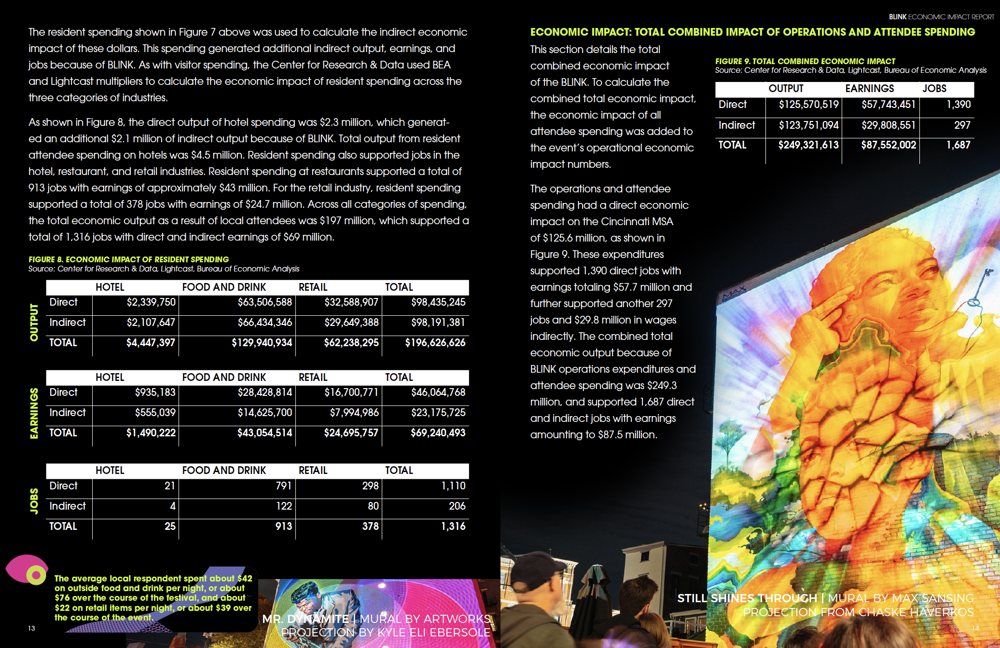 The resident spending shown in Figure 7 above was used to calculate the indirect economic
impact of these dollars. This spending generated additional indirect output, earnings, and
jobs because of BLINK. As with visitor spending, the Center for Research & Data used BEA
and Lightcast multipliers to calculate the economic impact of resident spending across the
three categories of industries.
As shown in Figure 8, the direct output of hotel spending was $2.3 million, which generat-
ed an additional $2.1 million of indirect output because of BLINK. Total output from resident
attendee spending on hotels was $4.5 million. Resident spending also supported jobs in the
hotel, restaurant, and retail industries. Resident spending at restaurants supported a total of
913 jobs with earnings of approximately $43 million. For the retail industry, resident spending
supported a total of 378 jobs with earnings of $24.7 million. Across all categories of spending,
the total economic output as a result of local attendees was $197 million, which supported a
total of 1,316 jobs with direct and indirect earnings of $69 million.
FIGURE 8. ECONOMIC IMPACT OF RESIDENT SPENDING
Source: Center for Research & Data, Lightcast, Bureau of Economic Analysis
OUTPUT
HOTEL FOOD AND DRINK RETAIL TOTAL
Direct $2,339,750 $63,506,588 $32,588,907 $98,435,245
Indirect $2,107,647 $66,434,346 $29,649,388 $98,191,381
TOTAL $4,447,397 $129,940,934 $62,238,295 $196,626,626
EARNINGS
HOTEL FOOD AND DRINK RETAIL TOTAL
Direct $935,183 $28,428,814 $16,700,771 $46,064,768
Indirect $555,039 $14,625,700 $7,994,986 $23,175,725
TOTAL $1,490,222 $43,054,514 $24,695,757 $69,240,493
JOBS
HOTEL FOOD AND DRINK RETAIL TOTAL
Direct 21 791 298 1,110
Indirect 4 122 80 206
TOTAL 25 913 378 1,316
The average local respondent spent about $42
on outside food and drink per night, or about
$76 over the course of the festival, and about
$22 on retail items per night, or about $39 over
the course of the event.
13
MR. DYNAMITE | MURAL BY ARTWORKS
PROJECTION BY KYLE ELI EBERSOLE
BLINK ECONOMIC IMPACT REPORT
ECONOMIC IMPACT: TOTAL COMBINED IMPACT OF OPERATIONS AND ATTENDEE SPENDING
This section details the total
combined economic impact
of the BLINK. To calculate the
combined total economic impact,
the economic impact of all
attendee spending was added to
the event's operational economic
impact numbers.
The operations and attendee
spending had a direct economic
impact on the Cincinnati MSA
of $125.6 million, as shown in
Figure 9. These expenditures
supported 1,390 direct jobs with
earnings totaling $57.7 million and
further supported another 297
jobs and $29.8 million in wages
indirectly. The combined total
economic output because of
BLINK operations expenditures and
attendee spending was $249.3
million, and supported 1,687 direct
and indirect jobs with earnings
amounting to $87.5 million.
FIGURE 9. TOTAL COMBINED ECONOMIC IMPACT
Source: Center for Research & Data, Lightcast, Bureau of Economic Analysis
OUTPUT EARNINGS JOBS
Direct $125,570,519 $57,743,451 1,390
Indirect $123,751,094 $29,808,551 297
TOTAL $249,321,613 $87,552,002 1,687
MAX
STILL SHINES THROUGH | MURAL BY MAX SANSING
PROJECTION FROM CHASKE HAVERKOS
14